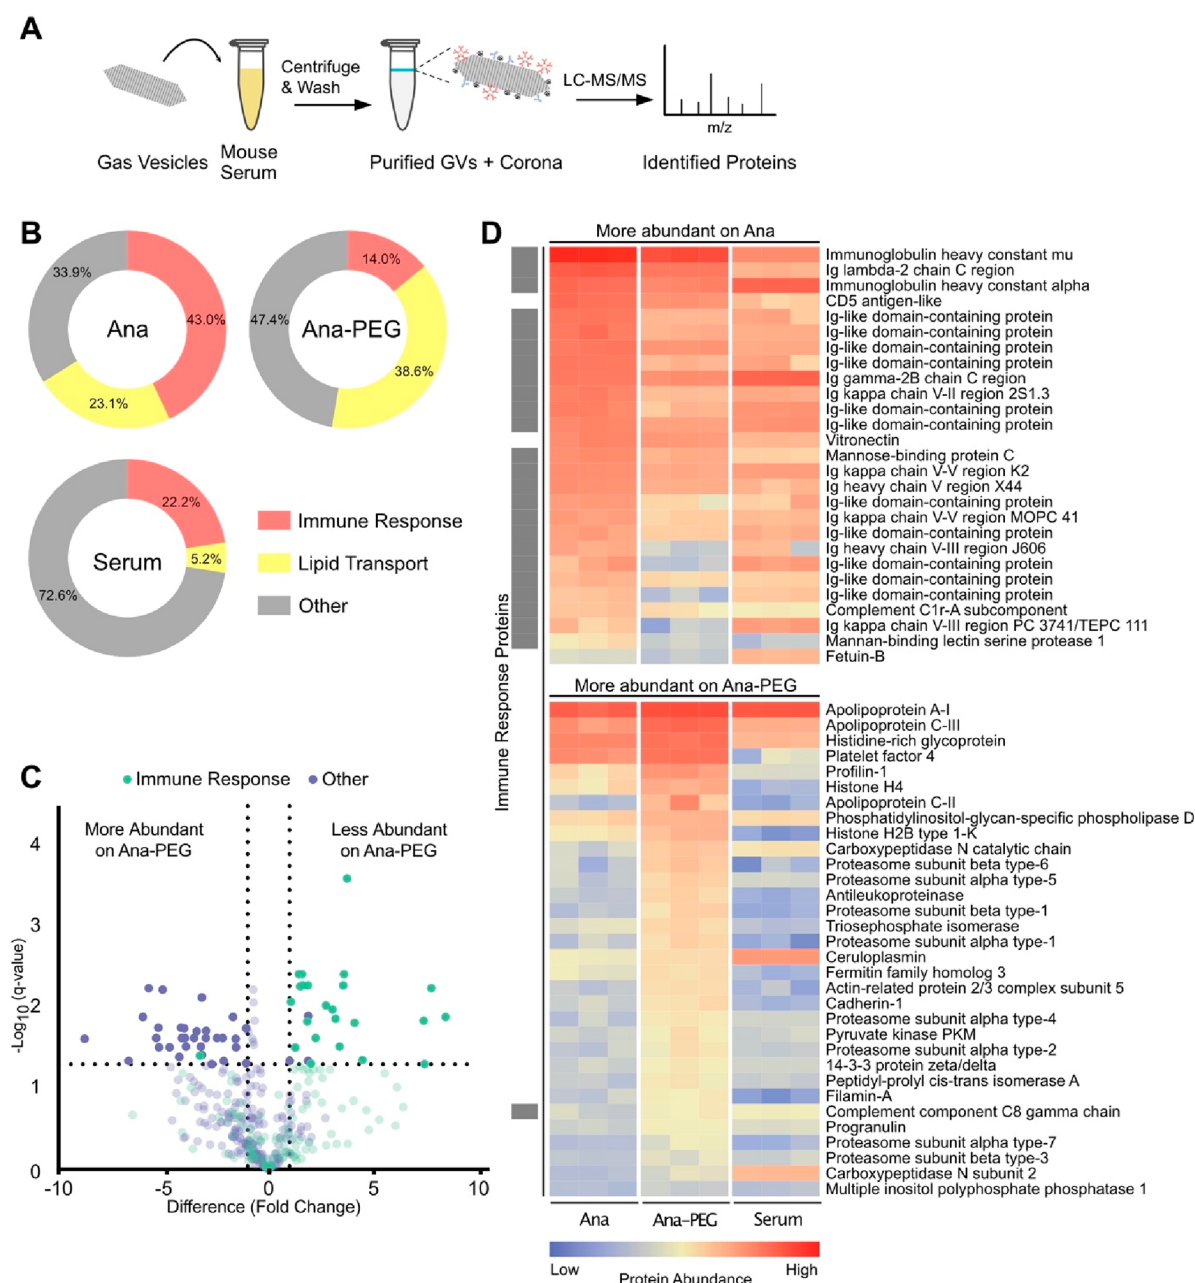 A
Centrifuge
& Wash
LC-MS/MS
m/z
Gas Vesicles
Mouse
Serum
Purified GVs + Corona
Identified Proteins
B
33.9%
43.0%
23.1%
Ana
14.0%
47.4%
38.6%
Ana-PEG
22.2%
5.2%
72.6%
Serum
Immune Response
Lipid Transport
Other
C
Immune Response
Other
More Abundant
on Ana-PEG
Less Abundant
on Ana-PEG
-Log10 (q-value)
4
3
2
1
0
-10
-5
0
5
10
Difference (Fold Change)
D
More abundant on Ana
Immune Response Proteins
Immunoglobulin heavy constant mu
Ig lambda-2 chain C region
Immunoglobulin heavy constant alpha
CD5 antigen-like
Ig-like domain-containing protein
Ig-like domain-containing protein
Ig-like domain-containing protein
Ig-like domain-containing protein
Ig gamma-2B chain C region
Ig kappa chain V-II region 2S1.3
Ig-like domain-containing protein
Ig-like domain-containing protein
Vitronectin
Mannose-binding protein C
Ig kappa chain V-V region K2
Ig heavy chain V region X44
Ig-like domain-containing protein
Ig kappa chain V-V region MOPC 41
Ig-like domain-containing protein
Ig heavy chain V-III region J606
Ig-like domain-containing protein
Ig-like domain-containing protein
Ig-like domain-containing protein
Complement C1r-A subcomponent
Ig kappa chain V-III region PC 3741/TEPC 111
Mannan-binding lectin serine protease 1
Fetuin-B
More abundant on Ana-PEG
Apolipoprotein A-I
Apolipoprotein C-III
Histidine-rich glycoprotein
Platelet factor 4
Profilin-1
Histone H4
Apolipoprotein C-II
Phosphatidylinositol-glycan-specific phospholipase D
Histone H2B type 1-K
Carboxypeptidase N catalytic chain
Proteasome subunit beta type-6
Proteasome subunit alpha type-5
Antileukoproteinase
Proteasome subunit beta type-1
Triosephosphate isomerase
Proteasome subunit alpha type-1
Ceruloplasmin
Fermitin family homolog 3
Actin-related protein 2/3 complex subunit 5
Cadherin-1
Proteasome subunit alpha type-4
Pyruvate kinase PKM
Proteasome subunit alpha type-2
14-3-3 protein zeta/delta
Peptidyl-prolyl cis-trans isomerase A
Filamin-A
Complement component C8 gamma chain
Progranulin
Proteasome subunit alpha type-7
Proteasome subunit beta type-3
Carboxypeptidase N subunit 2
Multiple inositol polyphosphate phosphatase 1
Ana
Ana-PEG
Serum
Low
High
Protein Abundance